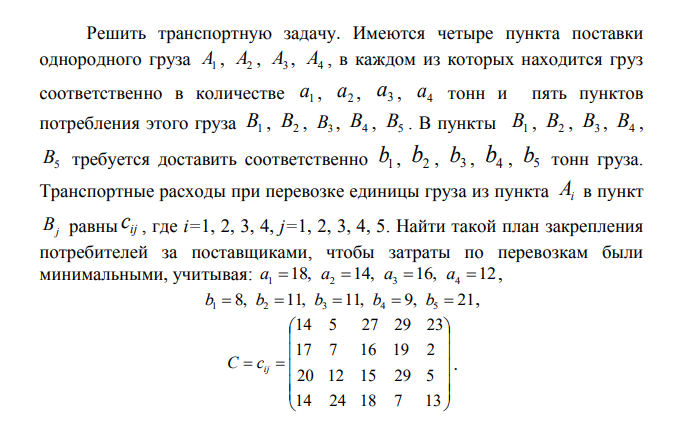 Решить транспортную задачу. Имеются четыре пункта поставки
однородного груза A₁, A₂, A₃, A₄, в каждом из которых находится груз
соответственно в количестве a₁, a₂, a₃, a₄ тонн и пять пунктов
потребления этого груза B₁, B₂, B₃, B₄, B₅. В пункты B₁, B₂, B₃, B₄,
B₅ требуется доставить соответственно b₁, b₂, b₃, b₄, b₅ тонн груза.
Транспортные расходы при перевозке единицы груза из пункта Aᵢ в пункт
Bⱼ равны cᵢⱼ, где i=1, 2, 3, 4, j=1, 2, 3, 4, 5. Найти такой план закрепления
потребителей за поставщиками, чтобы затраты по перевозкам были
минимальными, учитывая: a₁ = 18, a₂ = 14, a₃ = 16, a₄ = 12,
b₁ = 8, b₂ = 11, b₃ = 11, b₄ = 9, b₅ = 21,
14 5 27 29 23
17 7 16 19 2
C = cᵢⱼ =
20 12 15 29 5
14 24 18 7 13
.